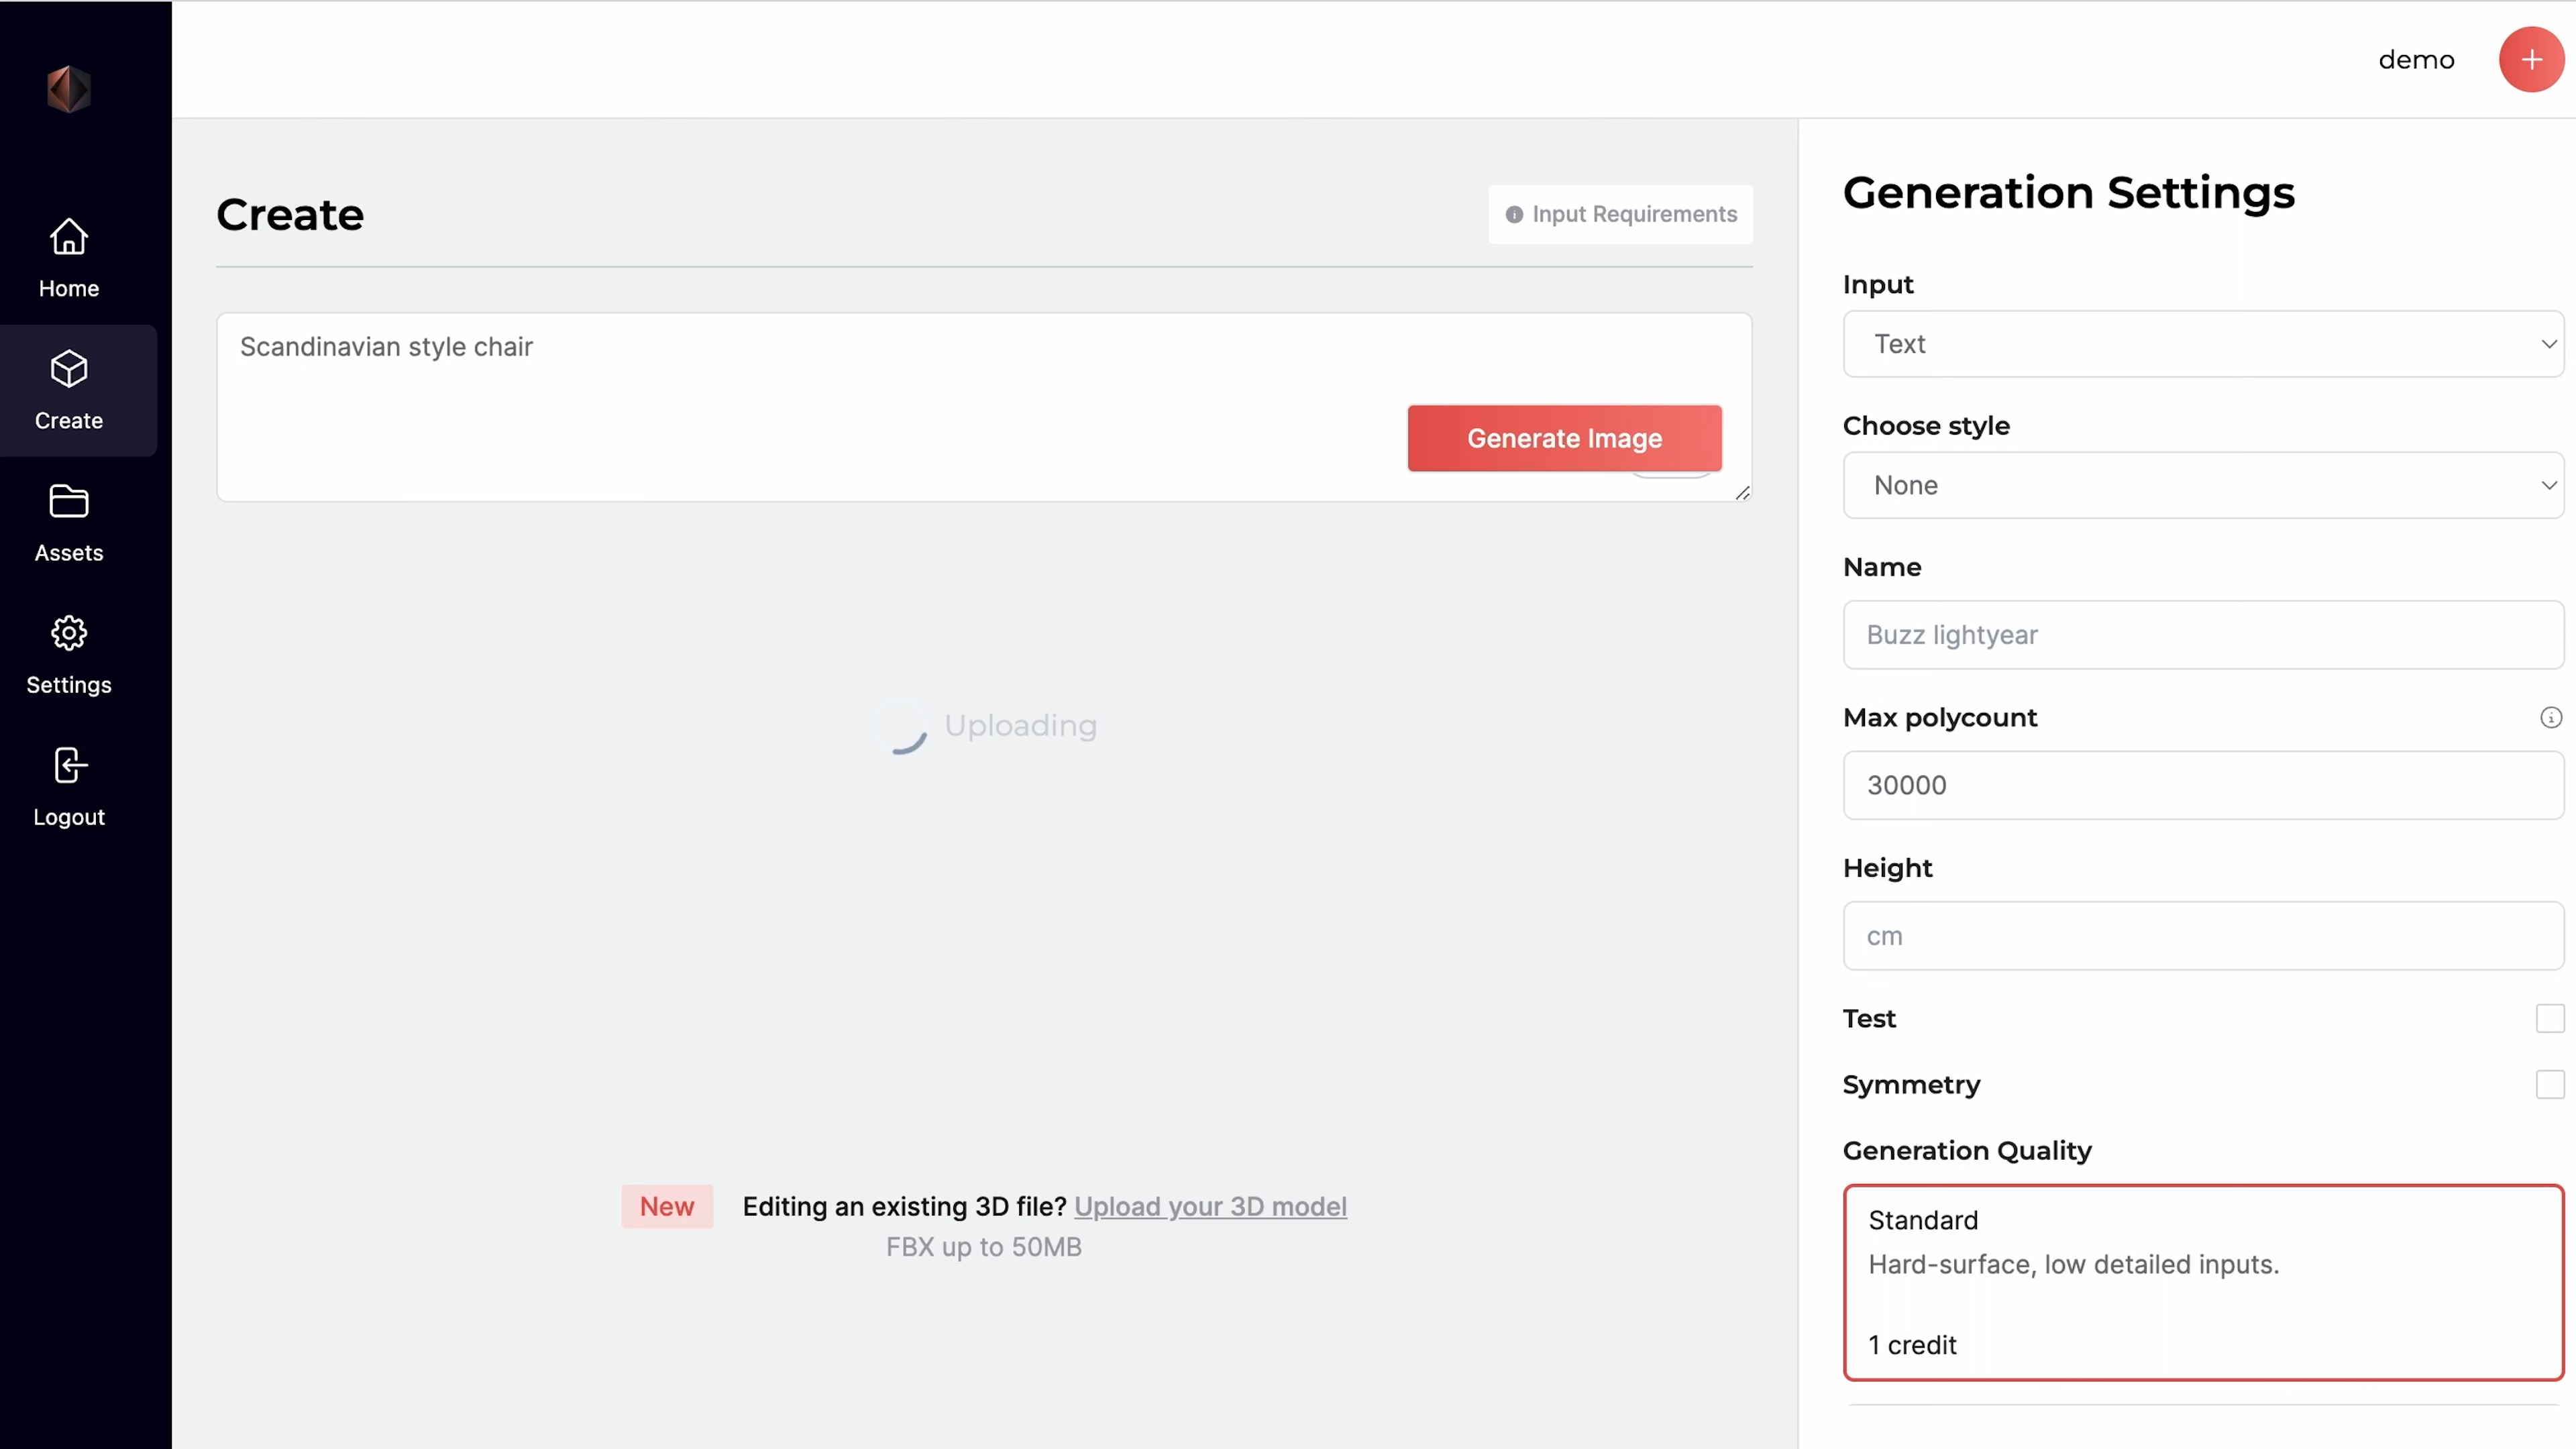 demo
Home
Create
Assets
Settings
Logout
Create
Input Requirements
Scandinavian style chair
Generate Image
Uploading
New
Editing an existing 3D file? Upload your 3D model
FBX up to 50MB
Generation Settings
Input
Text
Choose style
None
Name
Buzz lightyear
Max polycount
30000
Height
cm
Test
Symmetry
Generation Quality
Standard
Hard-surface, low detailed inputs.
1 credit